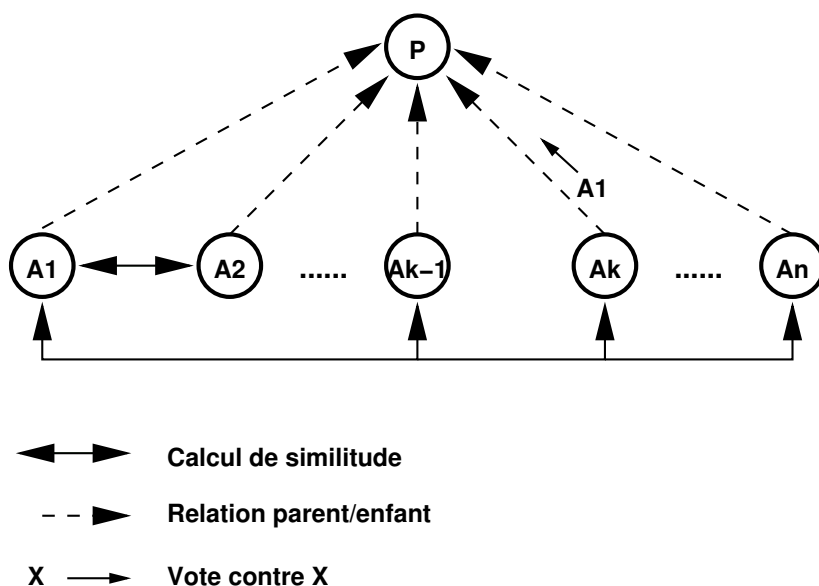 P
A1
A1 A2 ...... Ak−1 Ak ...... An
Calcul de similitude
Relation parent/enfant
X Vote contre X